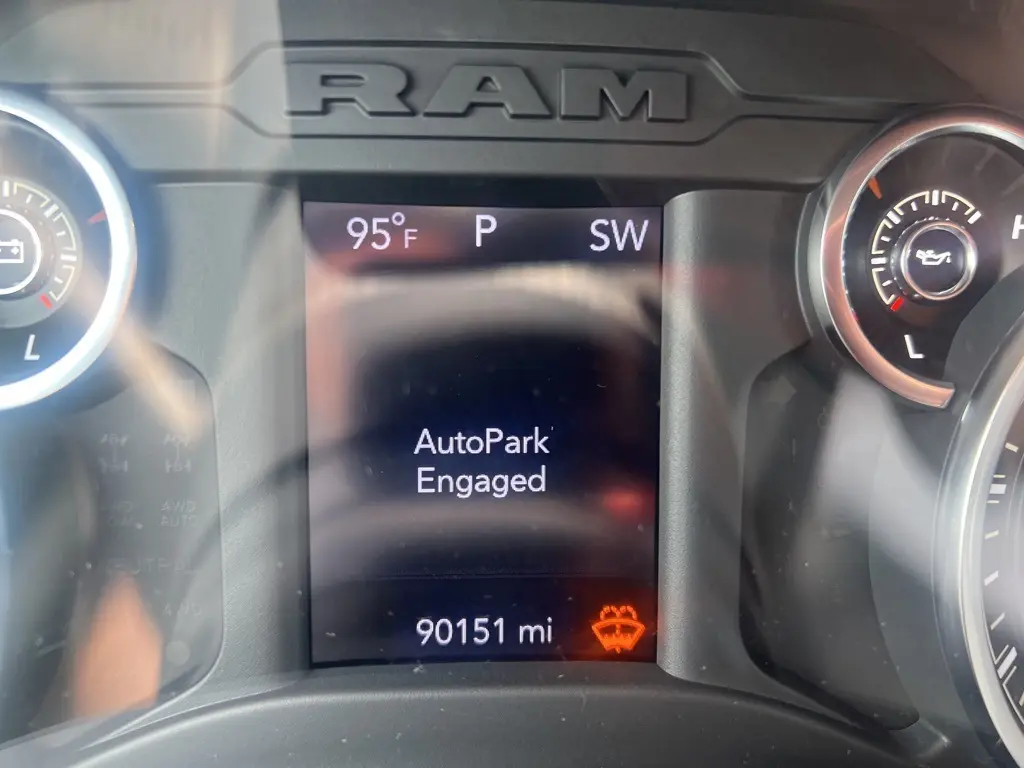 RAM
95°F P SW
AutoPark
Engaged
90151 mi
L
L
H